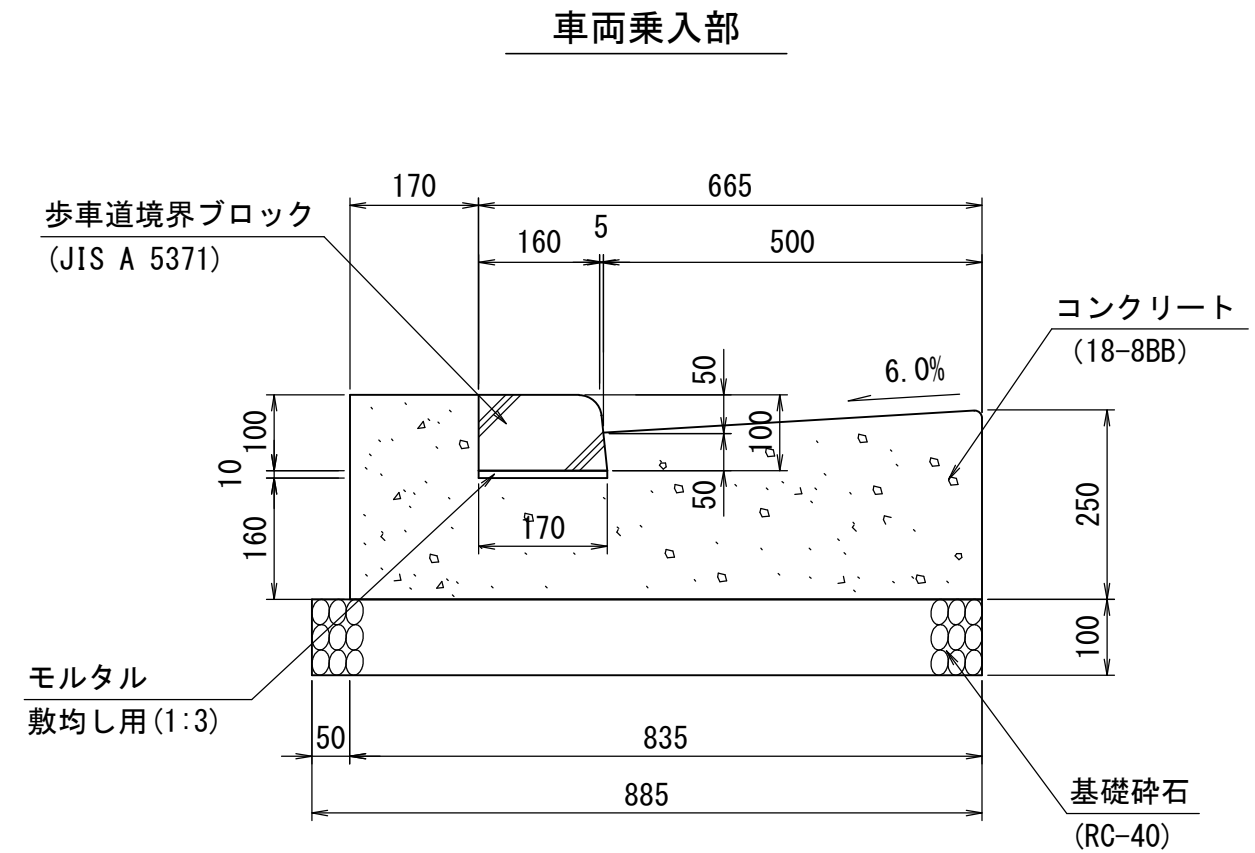 車両乗入部
170
665
歩車道境界ブロック
(JIS A 5371)
160
5
500
コンクリート
(18-8BB)
6.0%
50
100
100
10
50
160
170
250
100
モルタル
敷均し用(1:3)
50
835
885
基礎砕石
(RC-40)